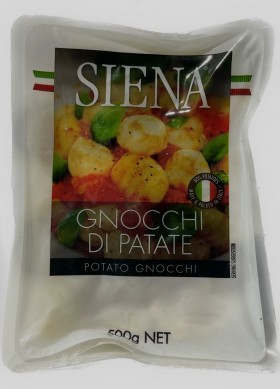 SIENA
GNOCCHI
DI PATATE
POTATO GNOCCHI
500g NET